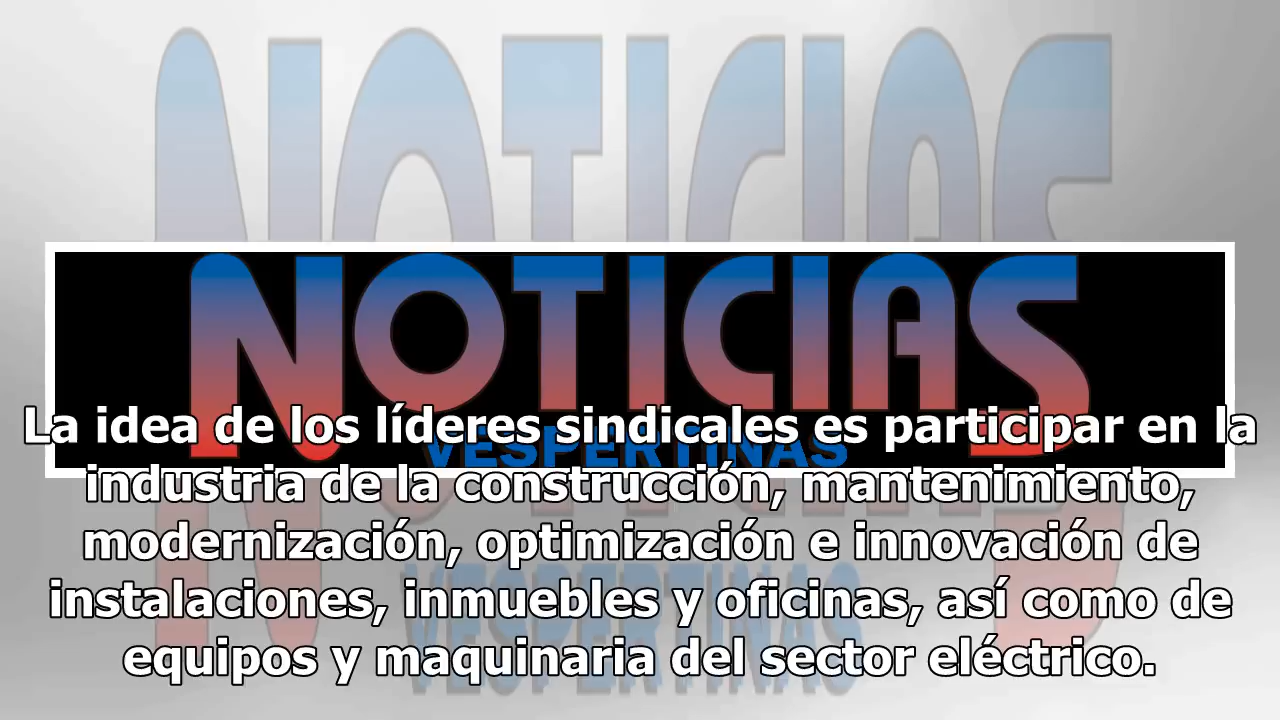 NOTICIAS
VESPERTINAS
La idea de los líderes sindicales es participar en la
industria de la construcción, mantenimiento,
modernización, optimización e innovación de
instalaciones, inmuebles y oficinas, así como de
equipos y maquinaria del sector eléctrico.